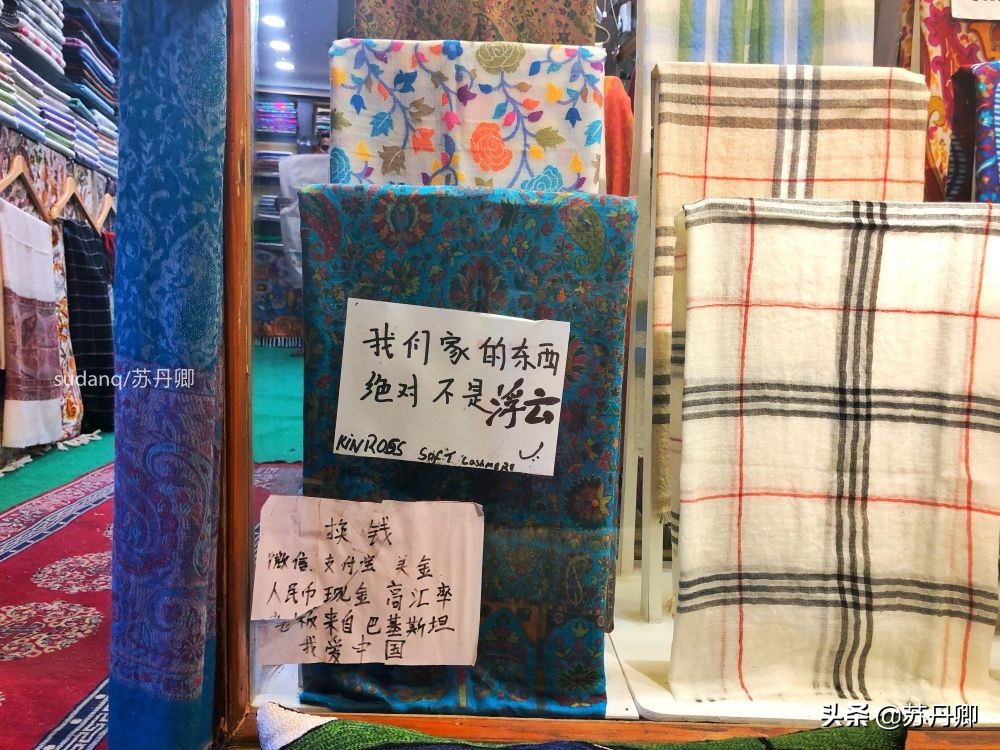 我们家的东西
绝对不是浮云
KINROSS SOFT Cashmere
sudanq/苏丹卿
换钱
微信.支付宝 美金
人民币现金 高汇率
老板来自巴基斯坦
我爱中国
头条 @苏丹卿